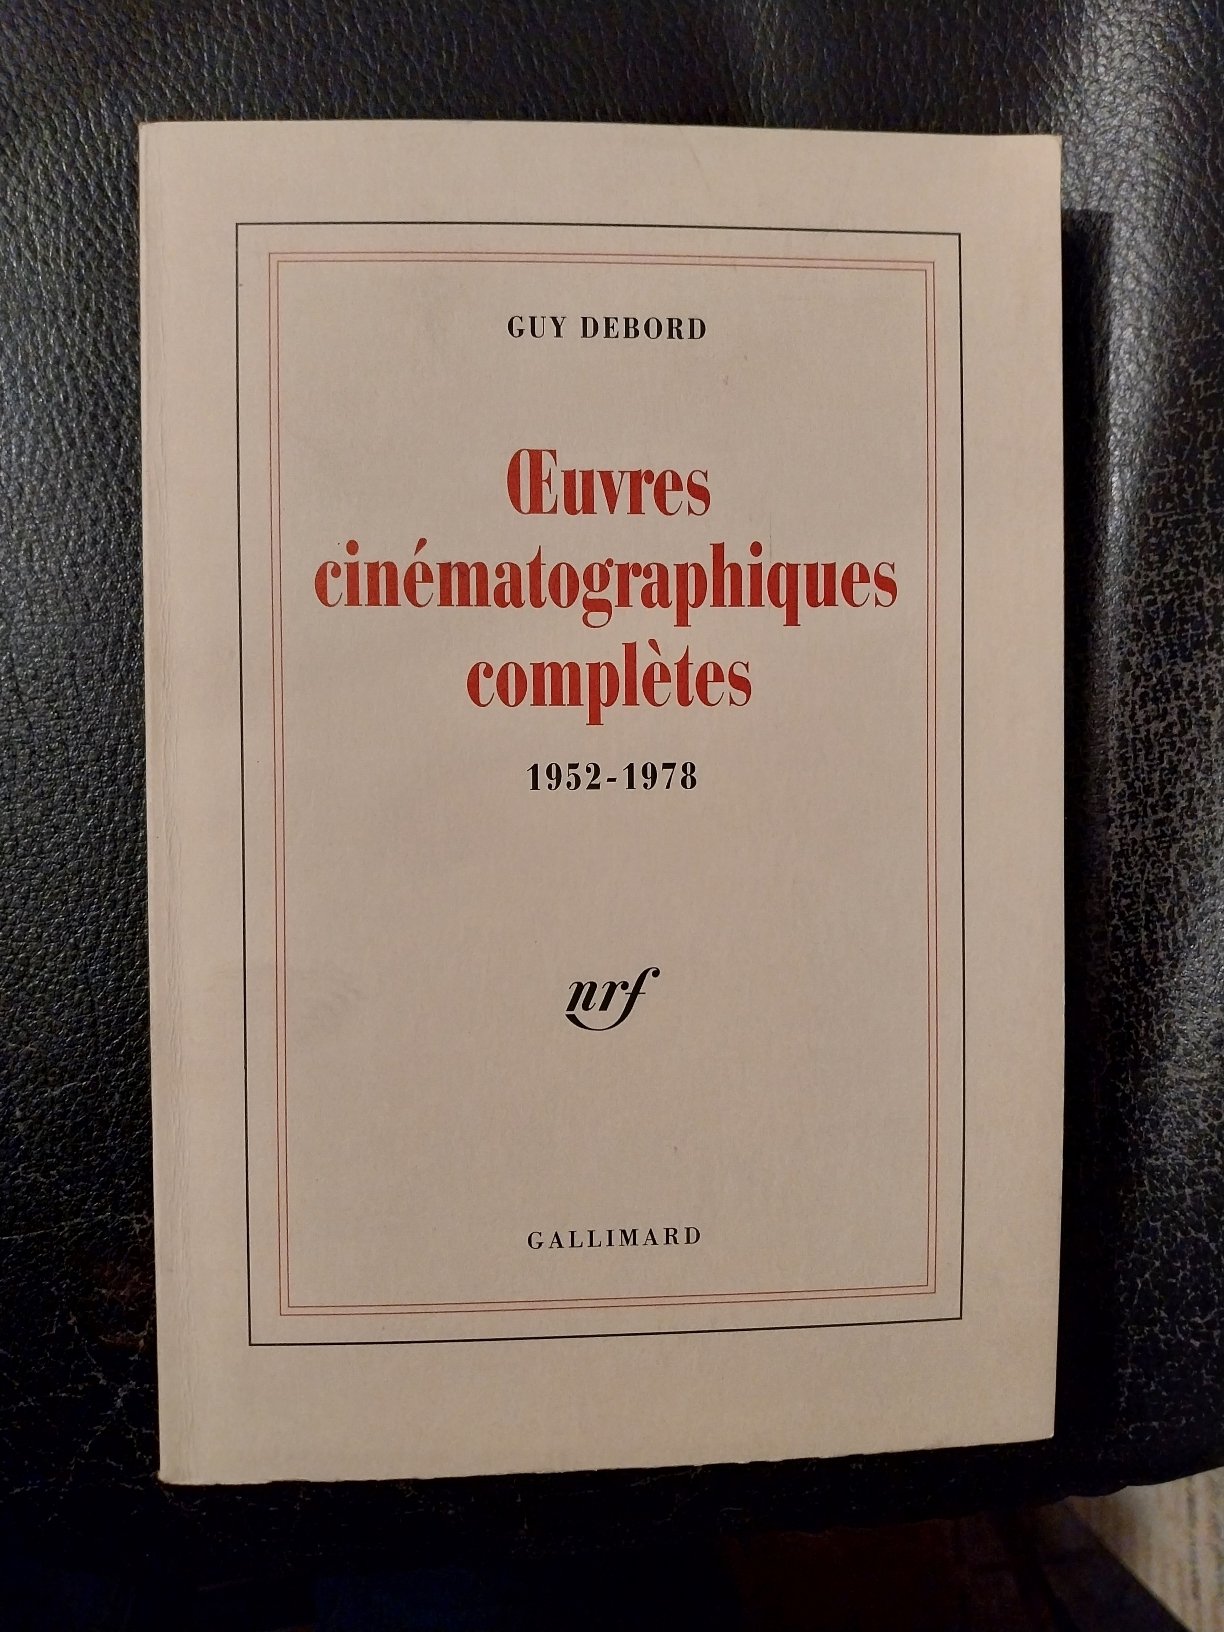 GUY DEBORD
Œuvres
cinématographiques
complètes
1952-1978
nrf
GALLIMARD